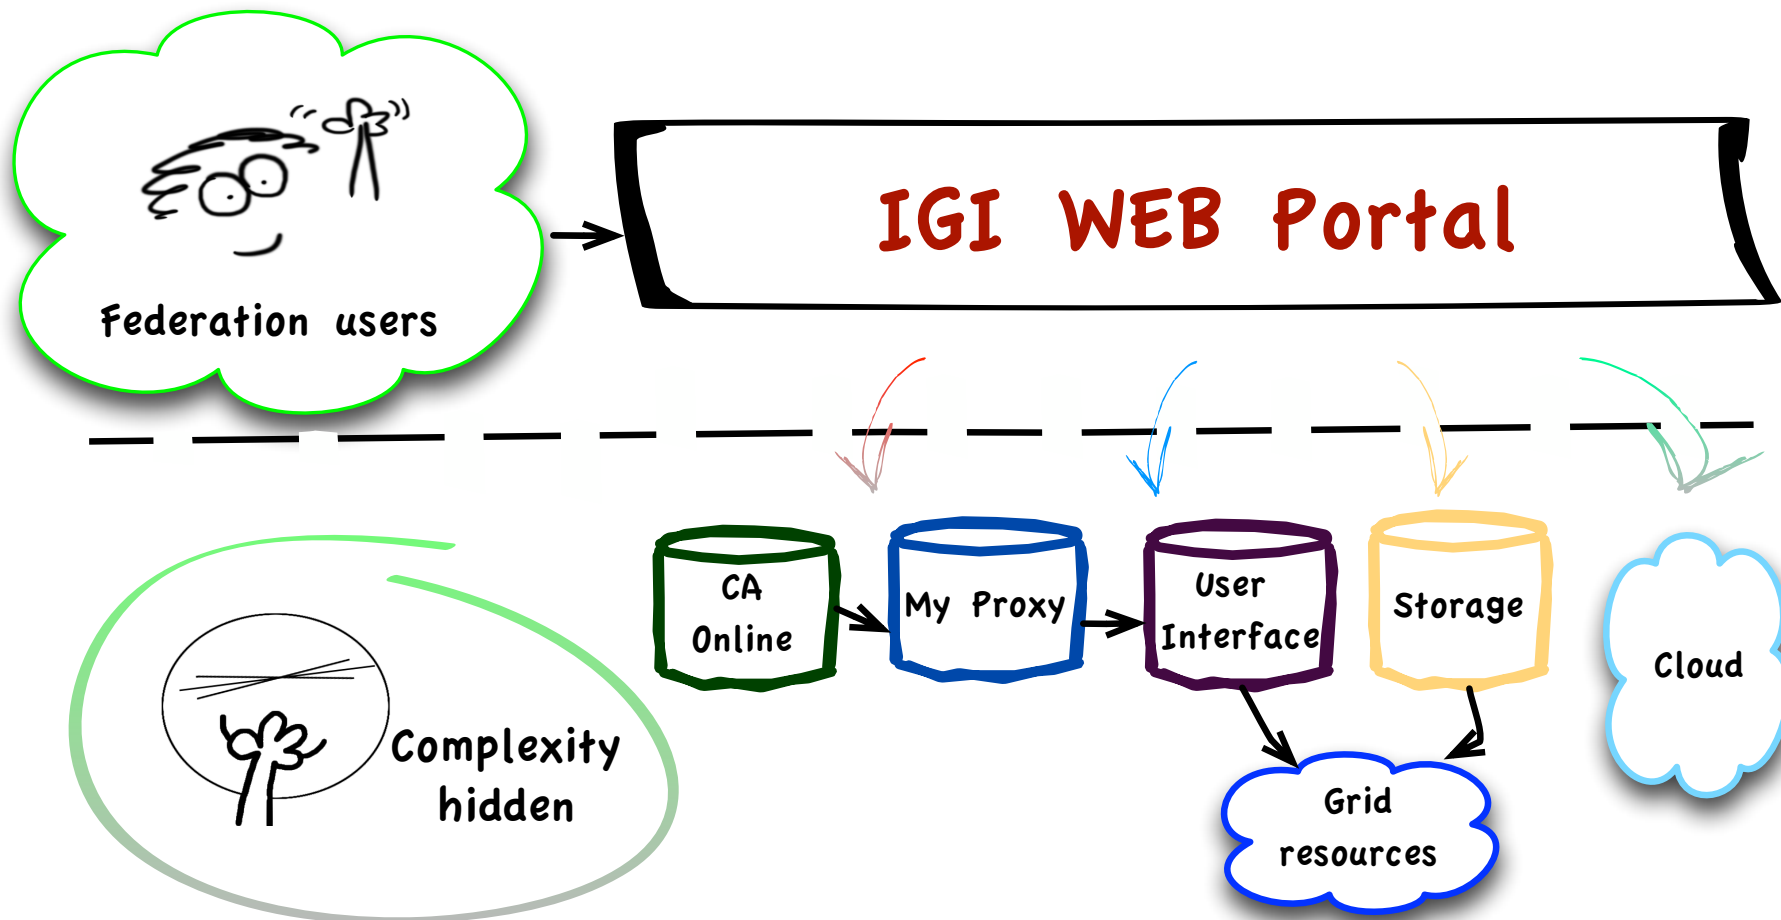 IGI WEB Portal
Federation users
CA
Online
My Proxy
User
Interface
Storage
Cloud
Complexity
hidden
Grid
resources